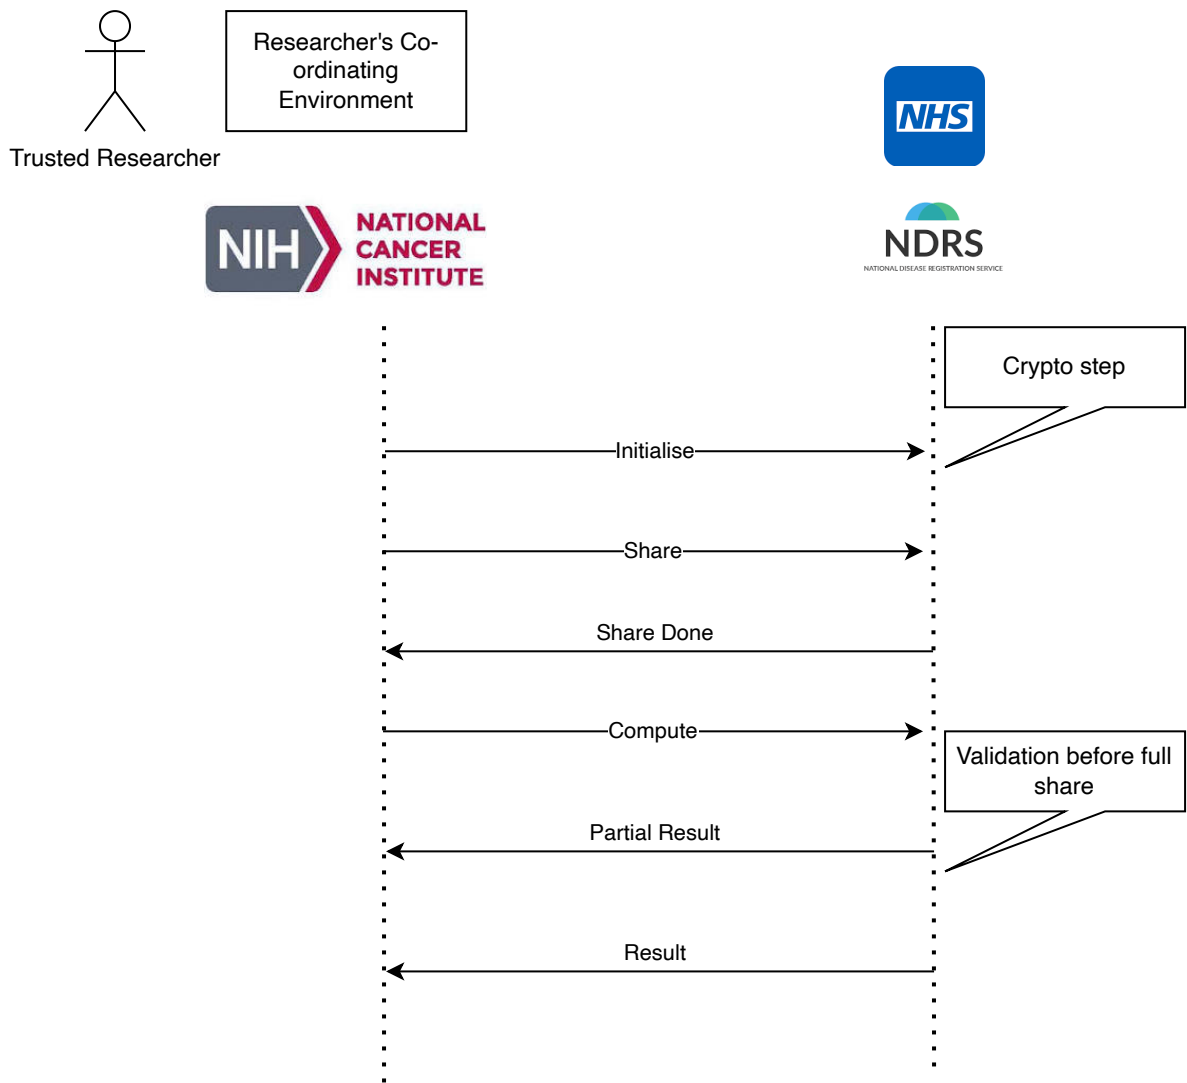 Researcher's Co-
ordinating
Environment
Trusted Researcher
NHS
NIH
NATIONAL
CANCER
INSTITUTE
NDRS
NATIONAL DISEASE REGISTRATION SERVICE
Crypto step
Initialise
Share
Share Done
Compute
Validation before full
share
Partial Result
Result